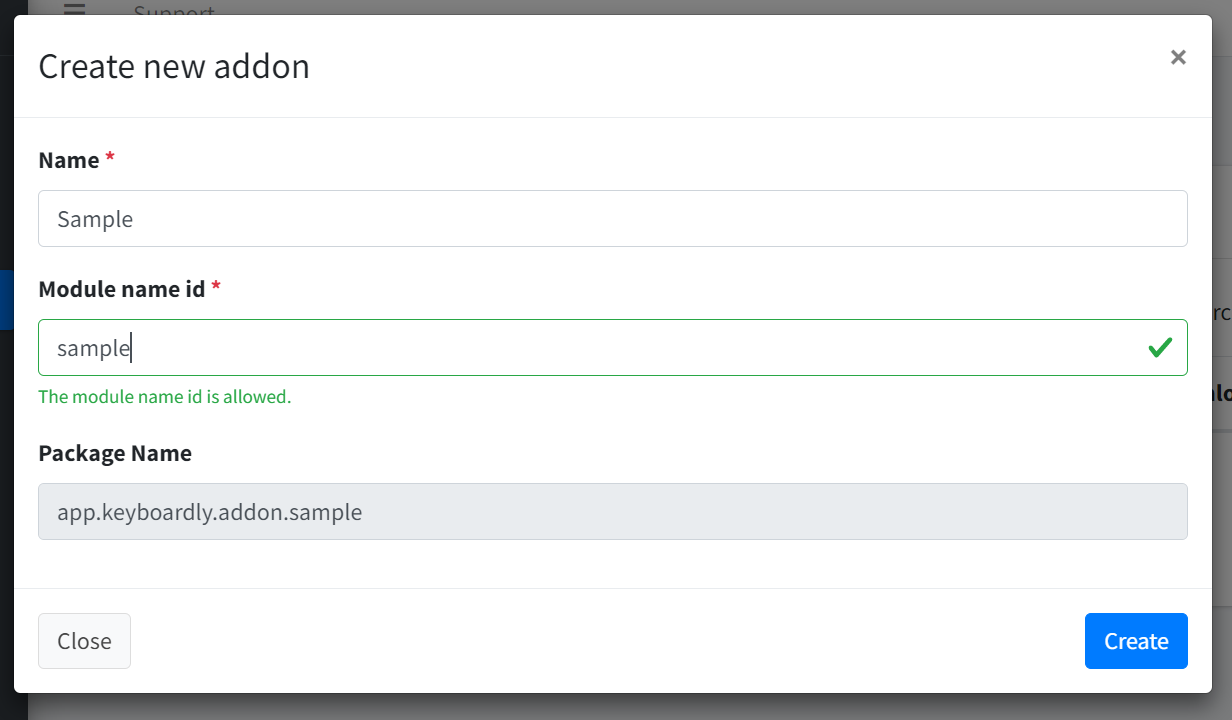 Support
Create new addon
×
Name *
Sample
Module name id *
sample
The module name id is allowed.
Package Name
app.keyboardly.addon.sample
Close
Create